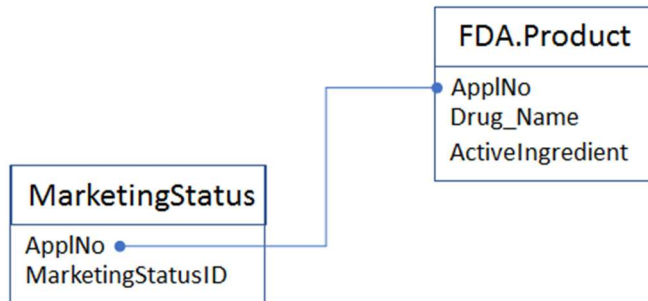 FDA.Product
ApplNo
Drug_Name
ActiveIngredient
MarketingStatus
ApplNo
MarketingStatusID